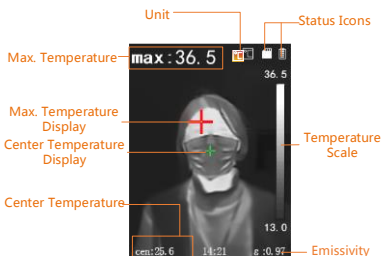 Unit
Status Icons
Max. Temperature
max:36.5
36.5
Max. Temperature
Display
Center Temperature
Display
Temperature
Scale
Center Temperature
13.0
cen:25.6
14:21
ε:0.97
Emissivity